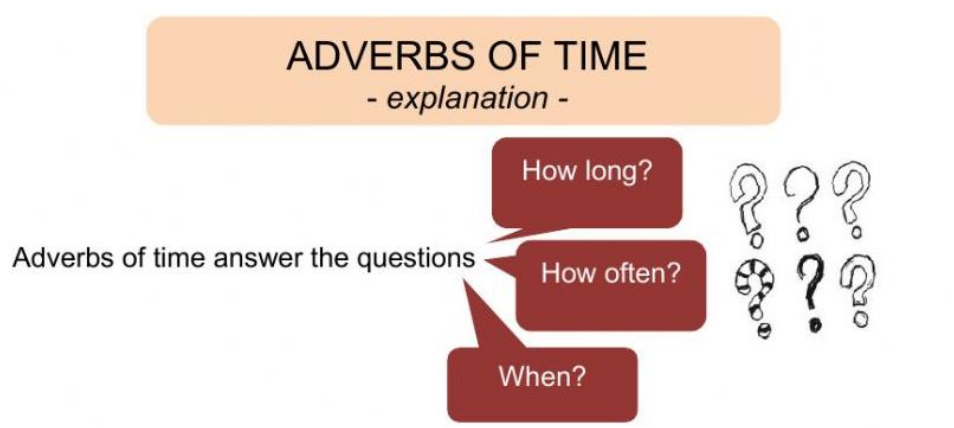 ADVERBS OF TIME
- explanation -
How long?
Adverbs of time answer the questions
How often?
When?